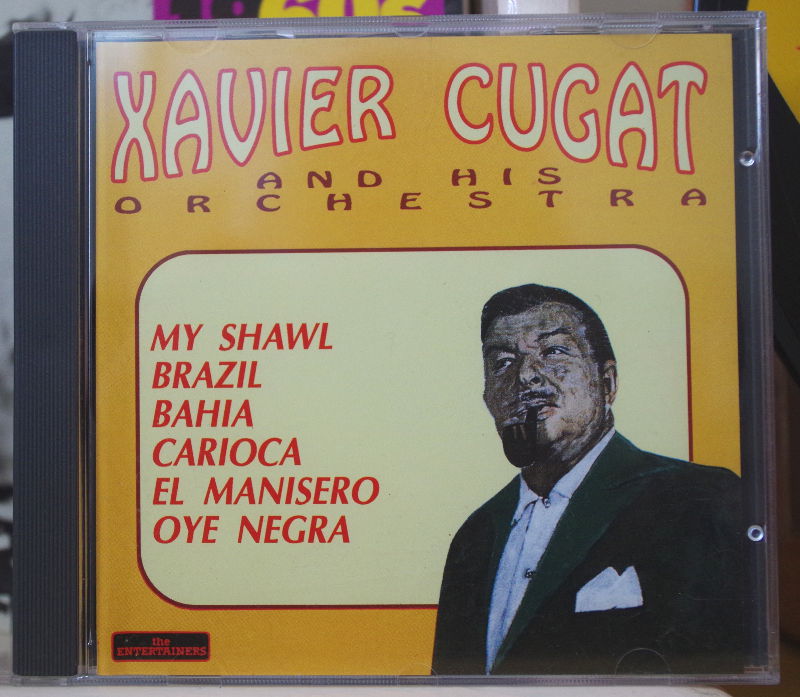 XAVIER CUGAT
AND HIS
ORCHESTRA
MY SHAWL
BRAZIL
BAHIA
CARIOCA
EL MANISERO
OYE NEGRA
the
ENTERTAINERS